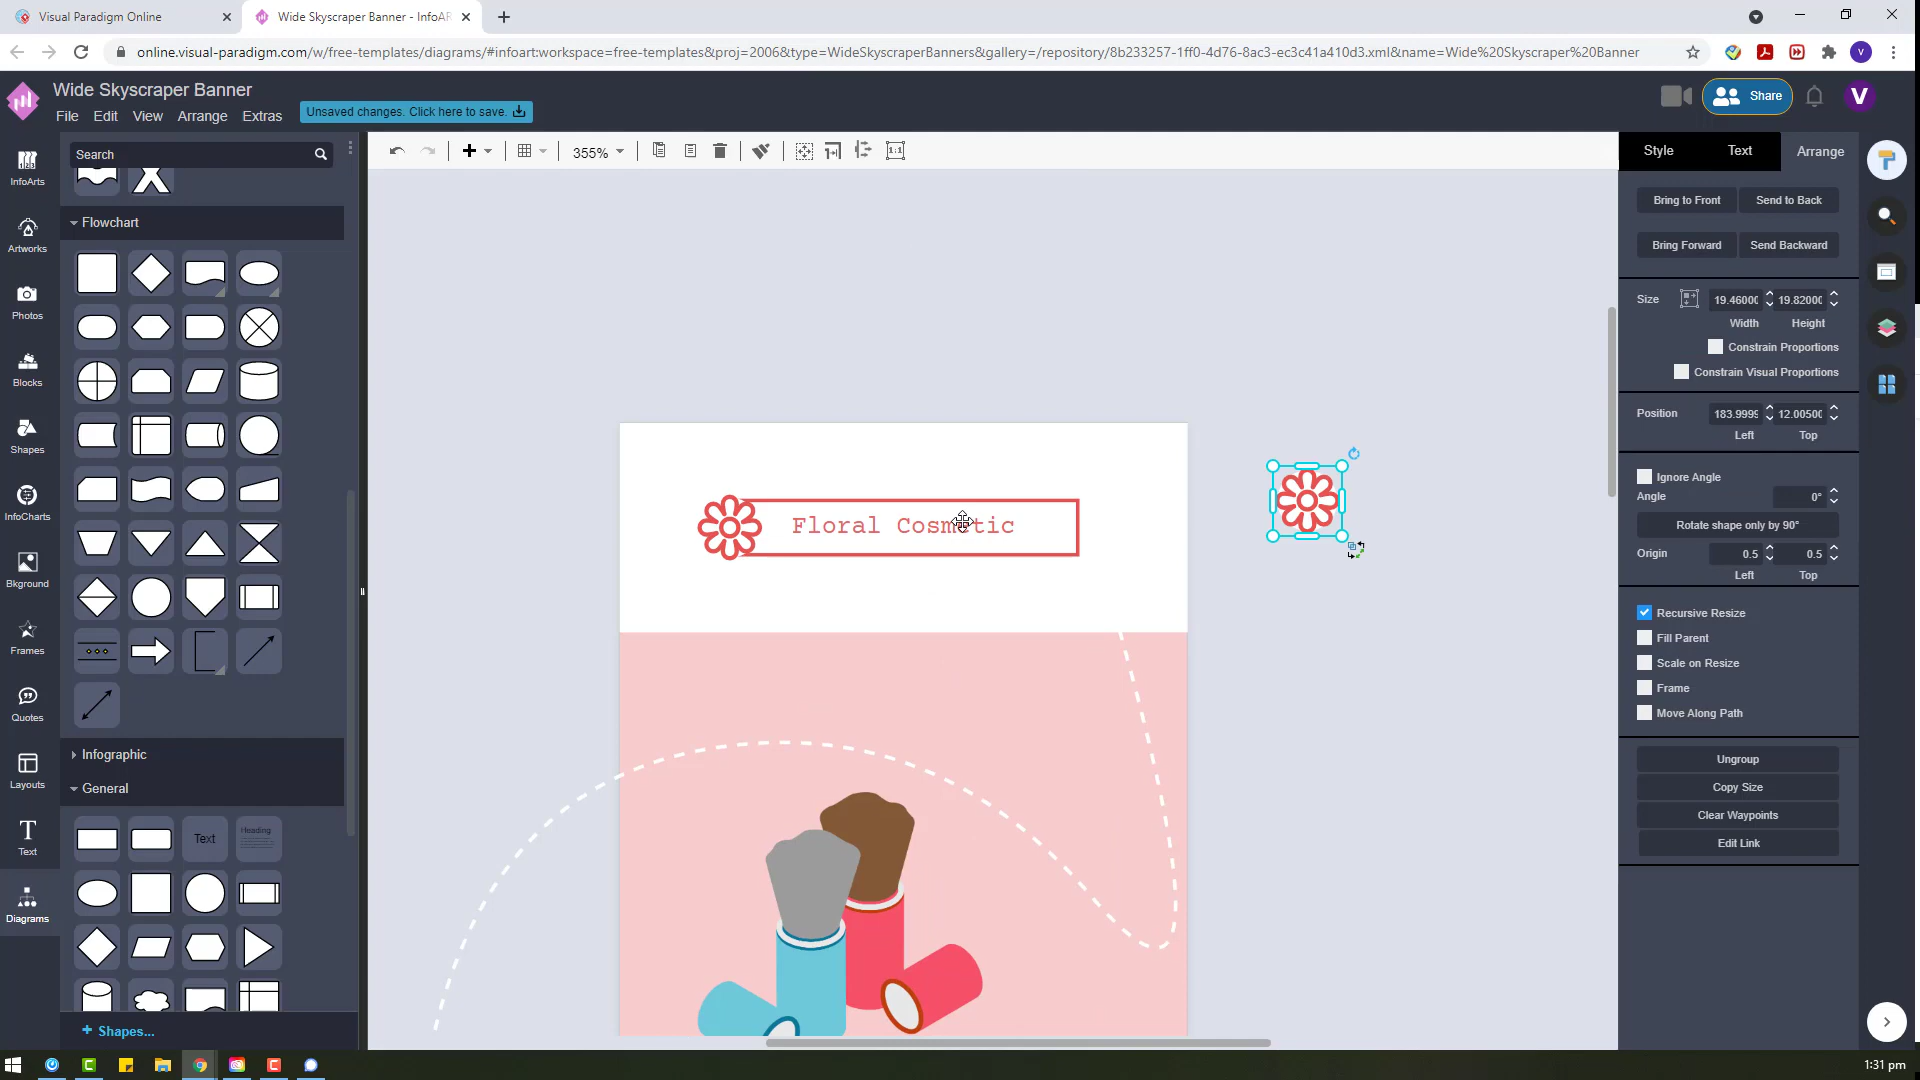 Visual Paradigm Online
Wide Skyscraper Banner - InfoAR
online.visual-paradigm.com/w/free-templates/diagrams/#infoart:workspace=free-templates&proj=2006&type=WideSkyscraperBanners&gallery=/repository/8b233257-1ff0-4d76-8ac3-ec3c41a410d3.xml&name=Wide%20Skyscraper%20Banner
V
Wide Skyscraper Banner
File Edit View Arrange Extras
Unsaved changes. Click here to save.
Share
V
Search
355%
Style Text Arrange
InfoArts
Artworks
Photos
Blocks
Shapes
InfoCharts
Bkground
Frames
Quotes
Layouts
Text
Diagrams
Flowchart
Infographic
General
Text
Heading
+ Shapes...
Floral Cosmetic
Bring to Front Send to Back
Bring Forward Send Backward
Size 19.4600 19.8200
Width Height
Constrain Proportions
Constrain Visual Proportions
Position 183.999 12.0050
Left Top
Ignore Angle
Angle 0°
Rotate shape only by 90°
Origin 0.5 0.5
Left Top
Recursive Resize
Fill Parent
Scale on Resize
Frame
Move Along Path
Ungroup
Copy Size
Clear Waypoints
Edit Link
1:31 pm